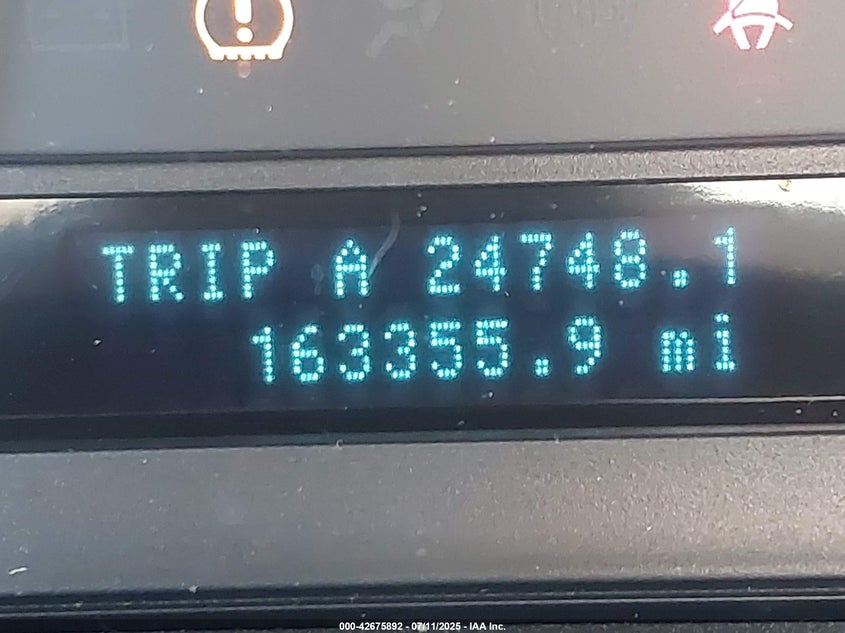 TRIP A 24748.1
163355.9 mi
000-42675892 - 07/11/2025 - IAA Inc.